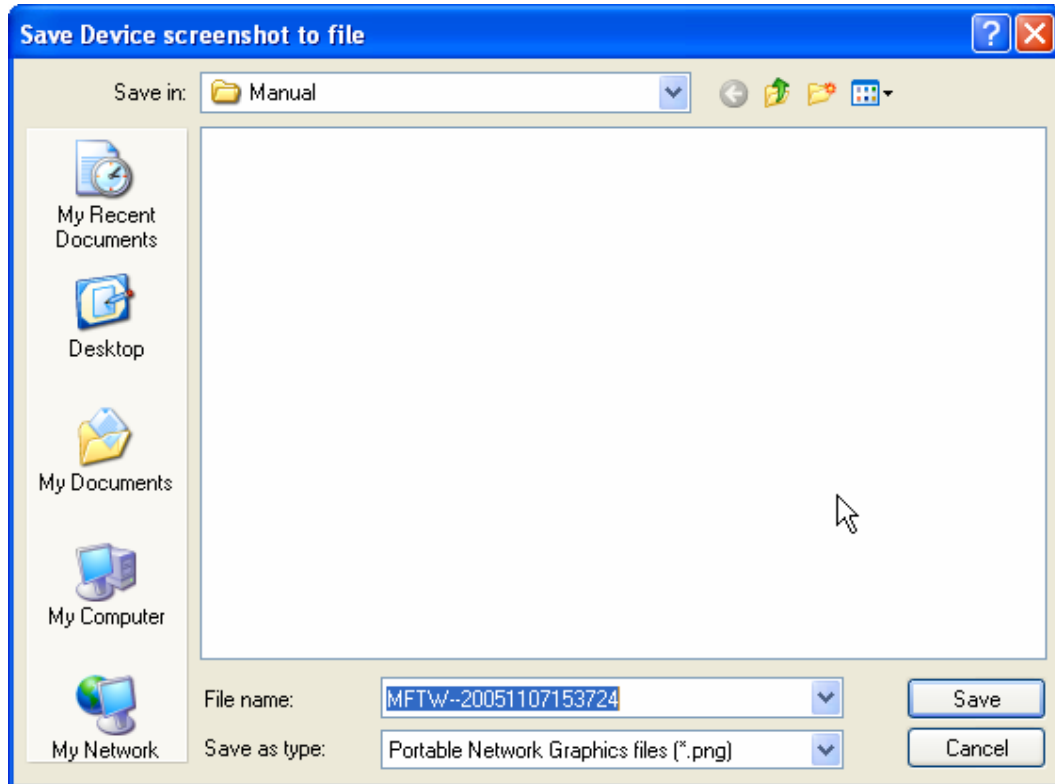 Save Device screenshot to file
Save in:
Manual
My Recent
Documents
Desktop
My Documents
My Computer
My Network
File name:
MFTW--20051107153724
Save
Save as type:
Portable Network Graphics files (*.png)
Cancel